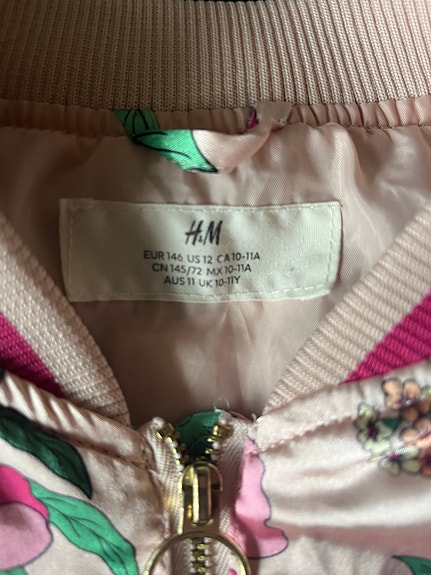 H&M
EUR 146 US 12 CA 10-11A
CN 145/72 MX 10-11A
AUS 11 UK 10-11Y